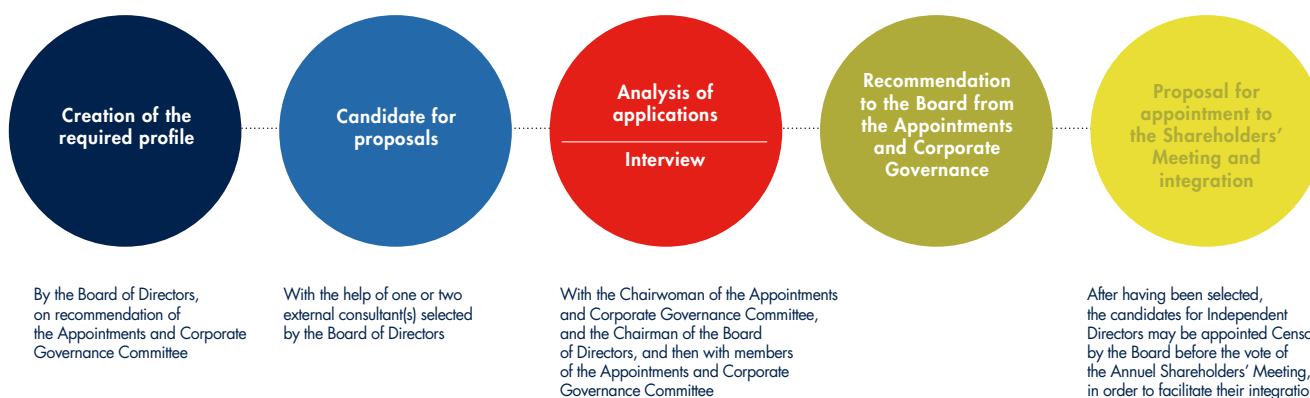 Creation of the
required profile
Candidate for
proposals
Analysis of
applications
Interview
Recommendation
to the Board from
the Appointments
and Corporate
Governance
Proposal for
appointment to
the Shareholders’
Meeting and
integration
By the Board of Directors,
on recommendation of
the Appointments and Corporate
Governance Committee
With the help of one or two
external consultant(s) selected
by the Board of Directors
With the Chairwoman of the Appointments
and Corporate Governance Committee,
and the Chairman of the Board
of Directors, and then with members
of the Appointments and Corporate
Governance Committee
After having been selected,
the candidates for Independent
Directors may be appointed
by the Board before the vote of
the Annuel Shareholders’ Meeting,
in order to facilitate their